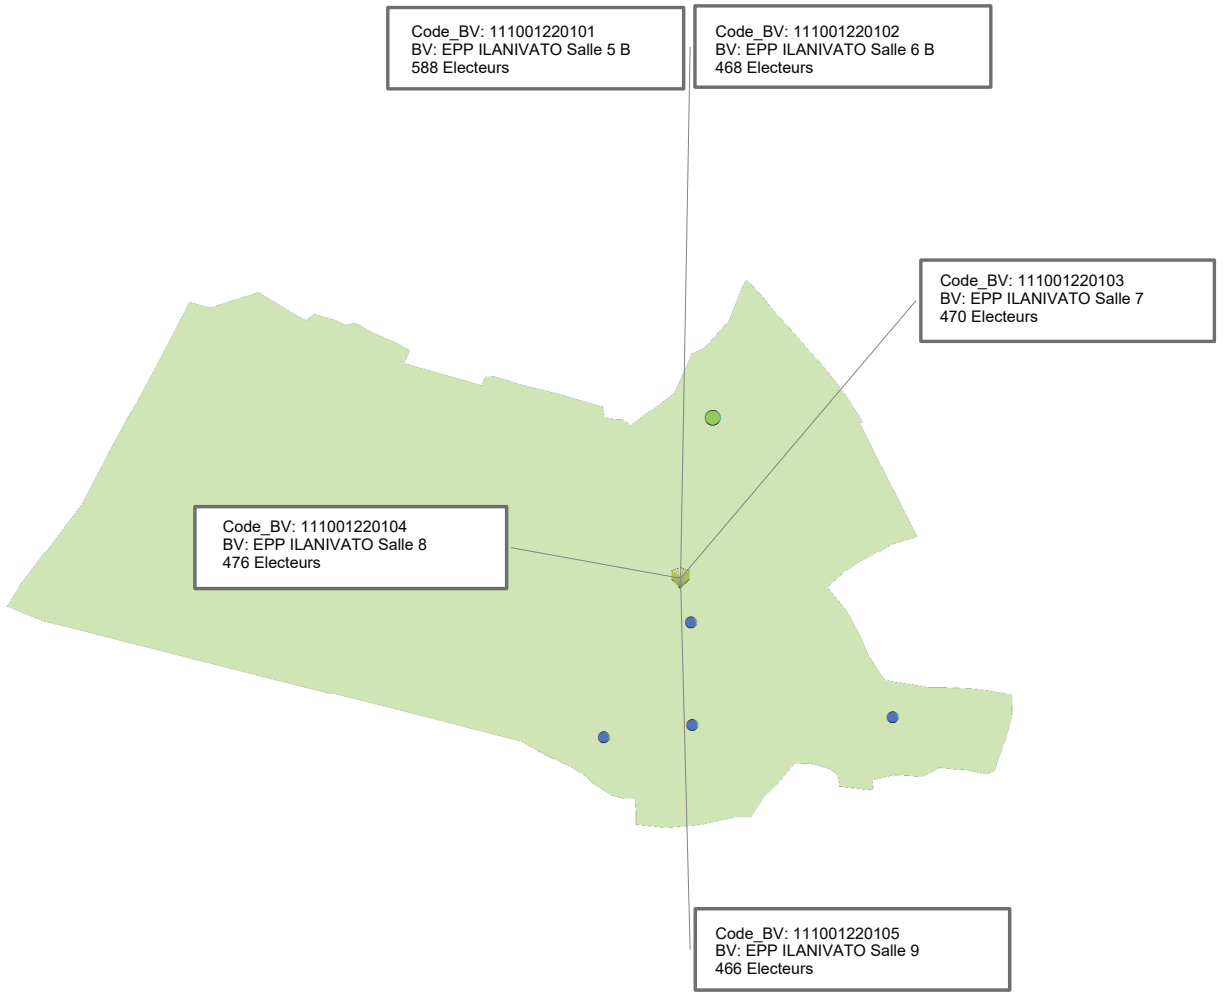 Code_BV: 111001220101
BV: EPP ILANIVATO Salle 5 B
588 Electeurs
Code_BV: 111001220102
BV: EPP ILANIVATO Salle 6 B
468 Electeurs
Code_BV: 111001220103
BV: EPP ILANIVATO Salle 7
470 Electeurs
Code_BV: 111001220104
BV: EPP ILANIVATO Salle 8
476 Electeurs
Code_BV: 111001220105
BV: EPP ILANIVATO Salle 9
466 Electeurs